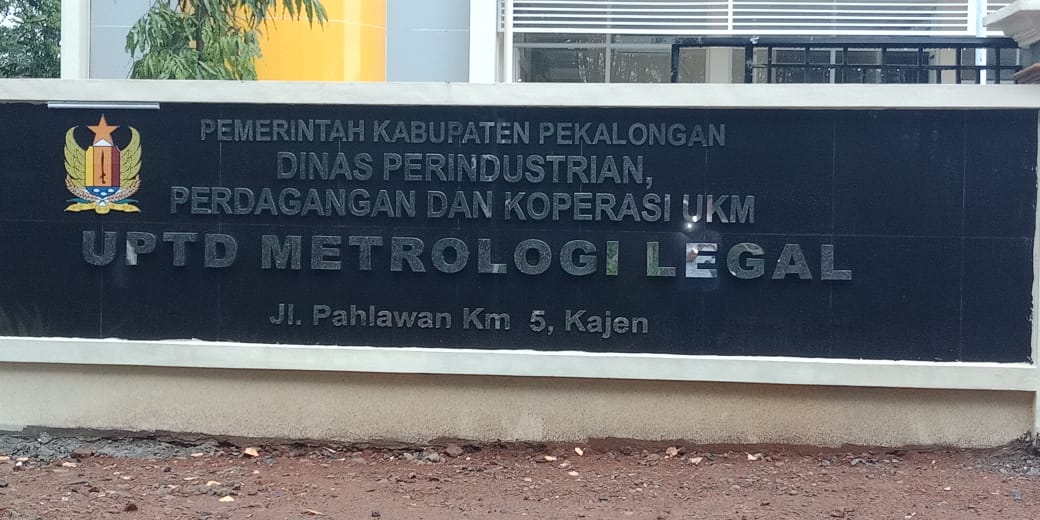 PEMERINTAH KABUPATEN PEKALONGAN
DINAS PERINDUSTRIAN,
PERDAGANGAN DAN KOPERASI UKM
UPTD METROLOGI LEGAL
Jl. Pahlawan Km 5, Kajen